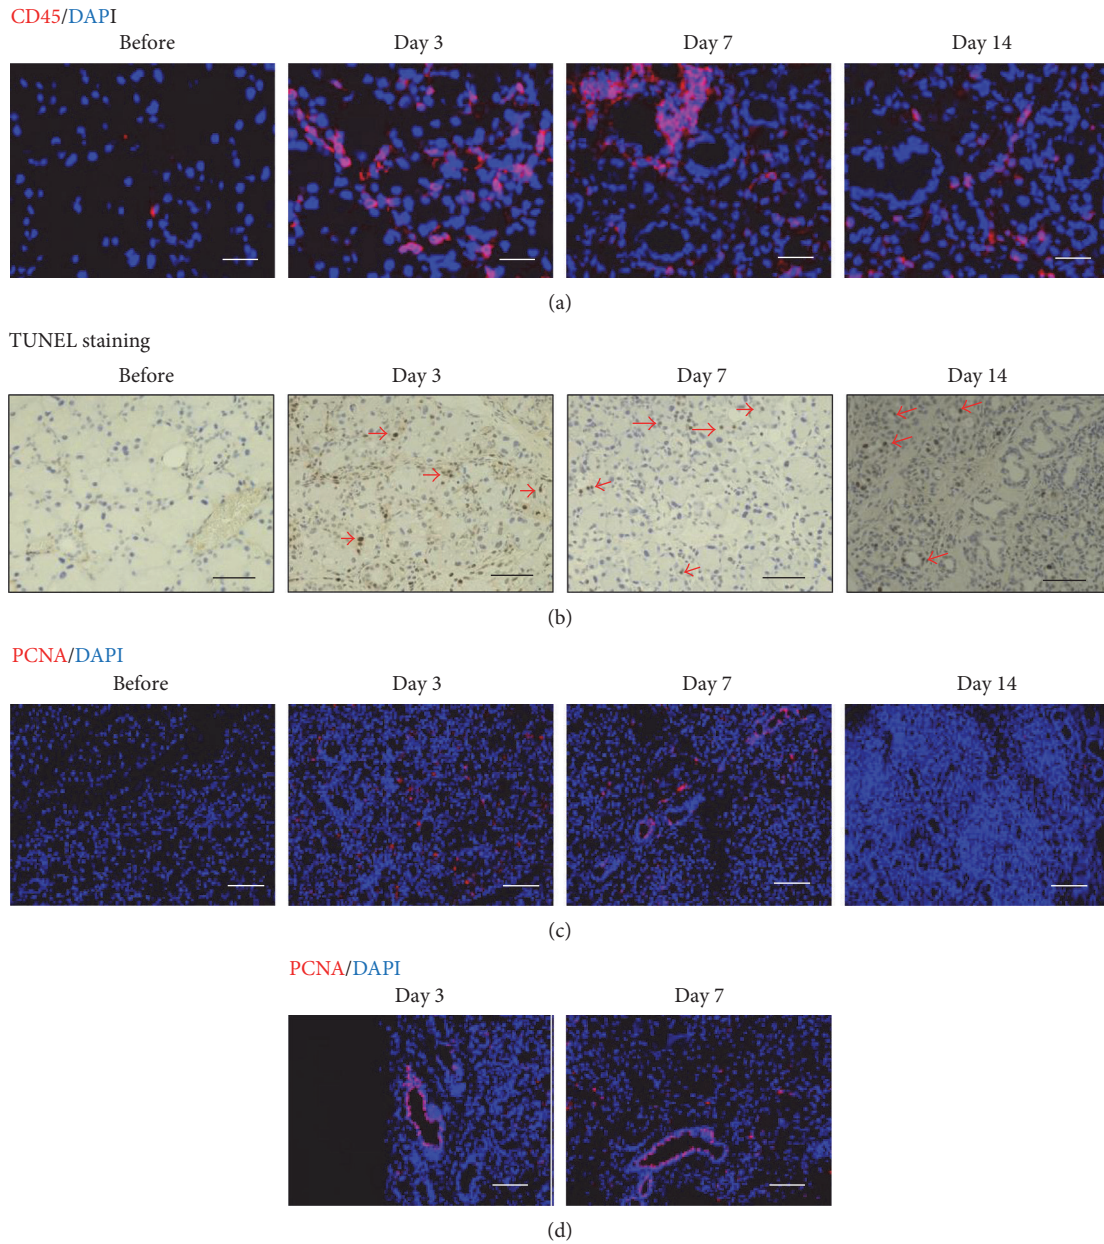 CD45/DAPI
Before Day 3 Day 7 Day 14
(a)
TUNEL staining
Before Day 3 Day 7 Day 14
(b)
PCNA/DAPI
Before Day 3 Day 7 Day 14
(c)
PCNA/DAPI
Day 3 Day 7
(d)